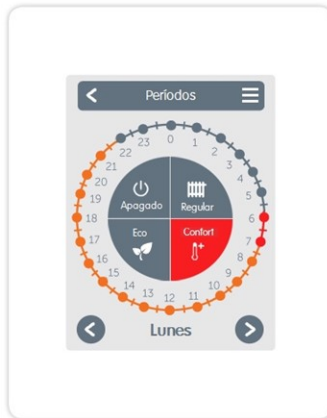 Períodos
23 0 1
22 2
21 3
20 4
19 5
18 6
17 7
16 8
15 9
14 10
13 12 11
Apagado
Regular
Eco
Confort
Lunes